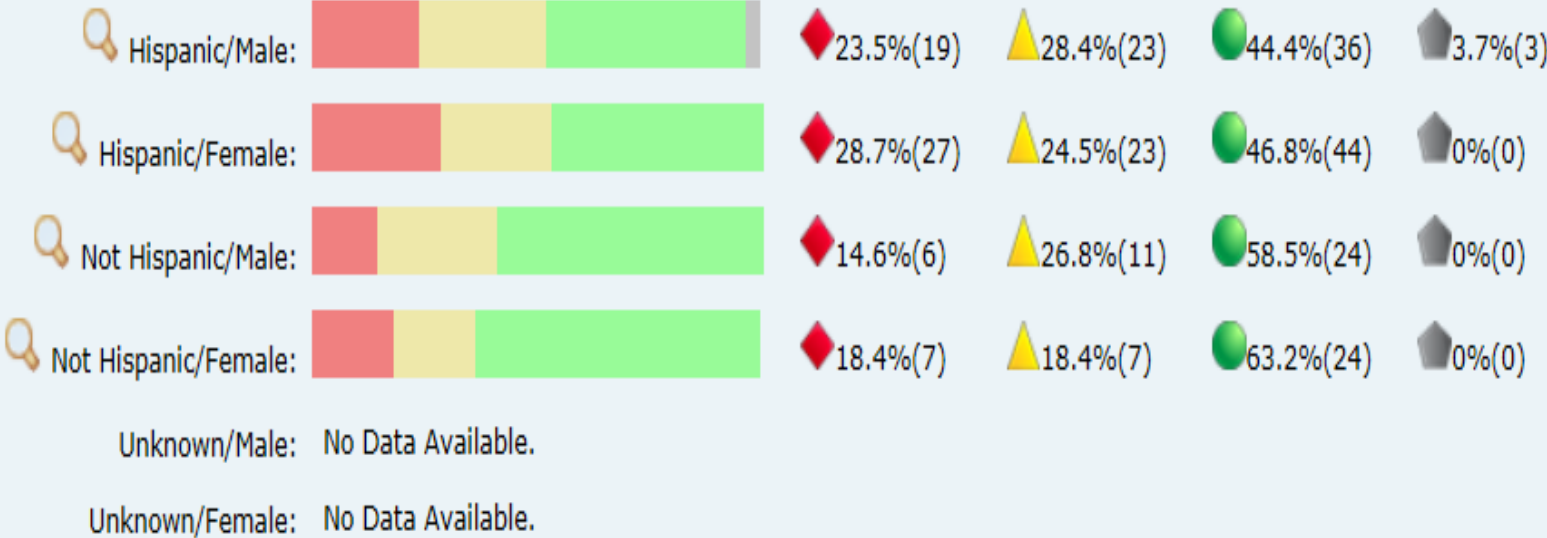 Hispanic/Male: 23.5%(19) 28.4%(23) 44.4%(36) 3.7%(3)
Hispanic/Female: 28.7%(27) 24.5%(23) 46.8%(44) 0%(0)
Not Hispanic/Male: 14.6%(6) 26.8%(11) 58.5%(24) 0%(0)
Not Hispanic/Female: 18.4%(7) 18.4%(7) 63.2%(24) 0%(0)
Unknown/Male: No Data Available.
Unknown/Female: No Data Available.